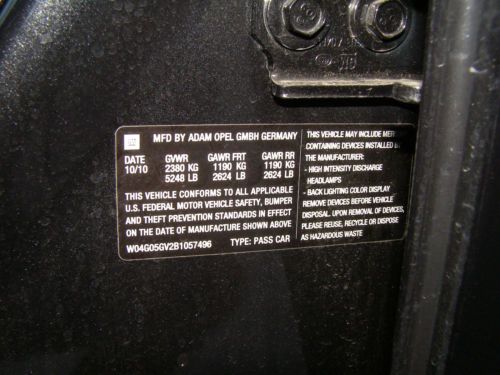 GM
MFD BY ADAM OPEL GMBH GERMANY
DATE GVWR GAWR FRT GAWR RR
10/10 2380 KG 1190 KG 1190 KG
5248 LB 2624 LB 2624 LB
THIS VEHICLE CONFORMS TO ALL APPLICABLE
U.S. FEDERAL MOTOR VEHICLE SAFETY, BUMPER
AND THEFT PREVENTION STANDARDS IN EFFECT
ON THE DATE OF MANUFACTURE SHOWN ABOVE
W04G05GV2B1057496 TYPE: PASS CAR
THIS VEHICLE MAY INCLUDE MER
CONTAINING DEVICES INSTALLED B
THE MANUFACTURER:
- HIGH INTENSITY DISCHARGE
HEADLAMPS
- BACK LIGHTING COLOR DISPLAY
REMOVE DEVICES BEFORE VEHICLE
DISPOSAL. UPON REMOVAL OF DEVICES,
PLEASE REUSE, RECYCLE OR DISPOSE
AS HAZARDOUS WASTE